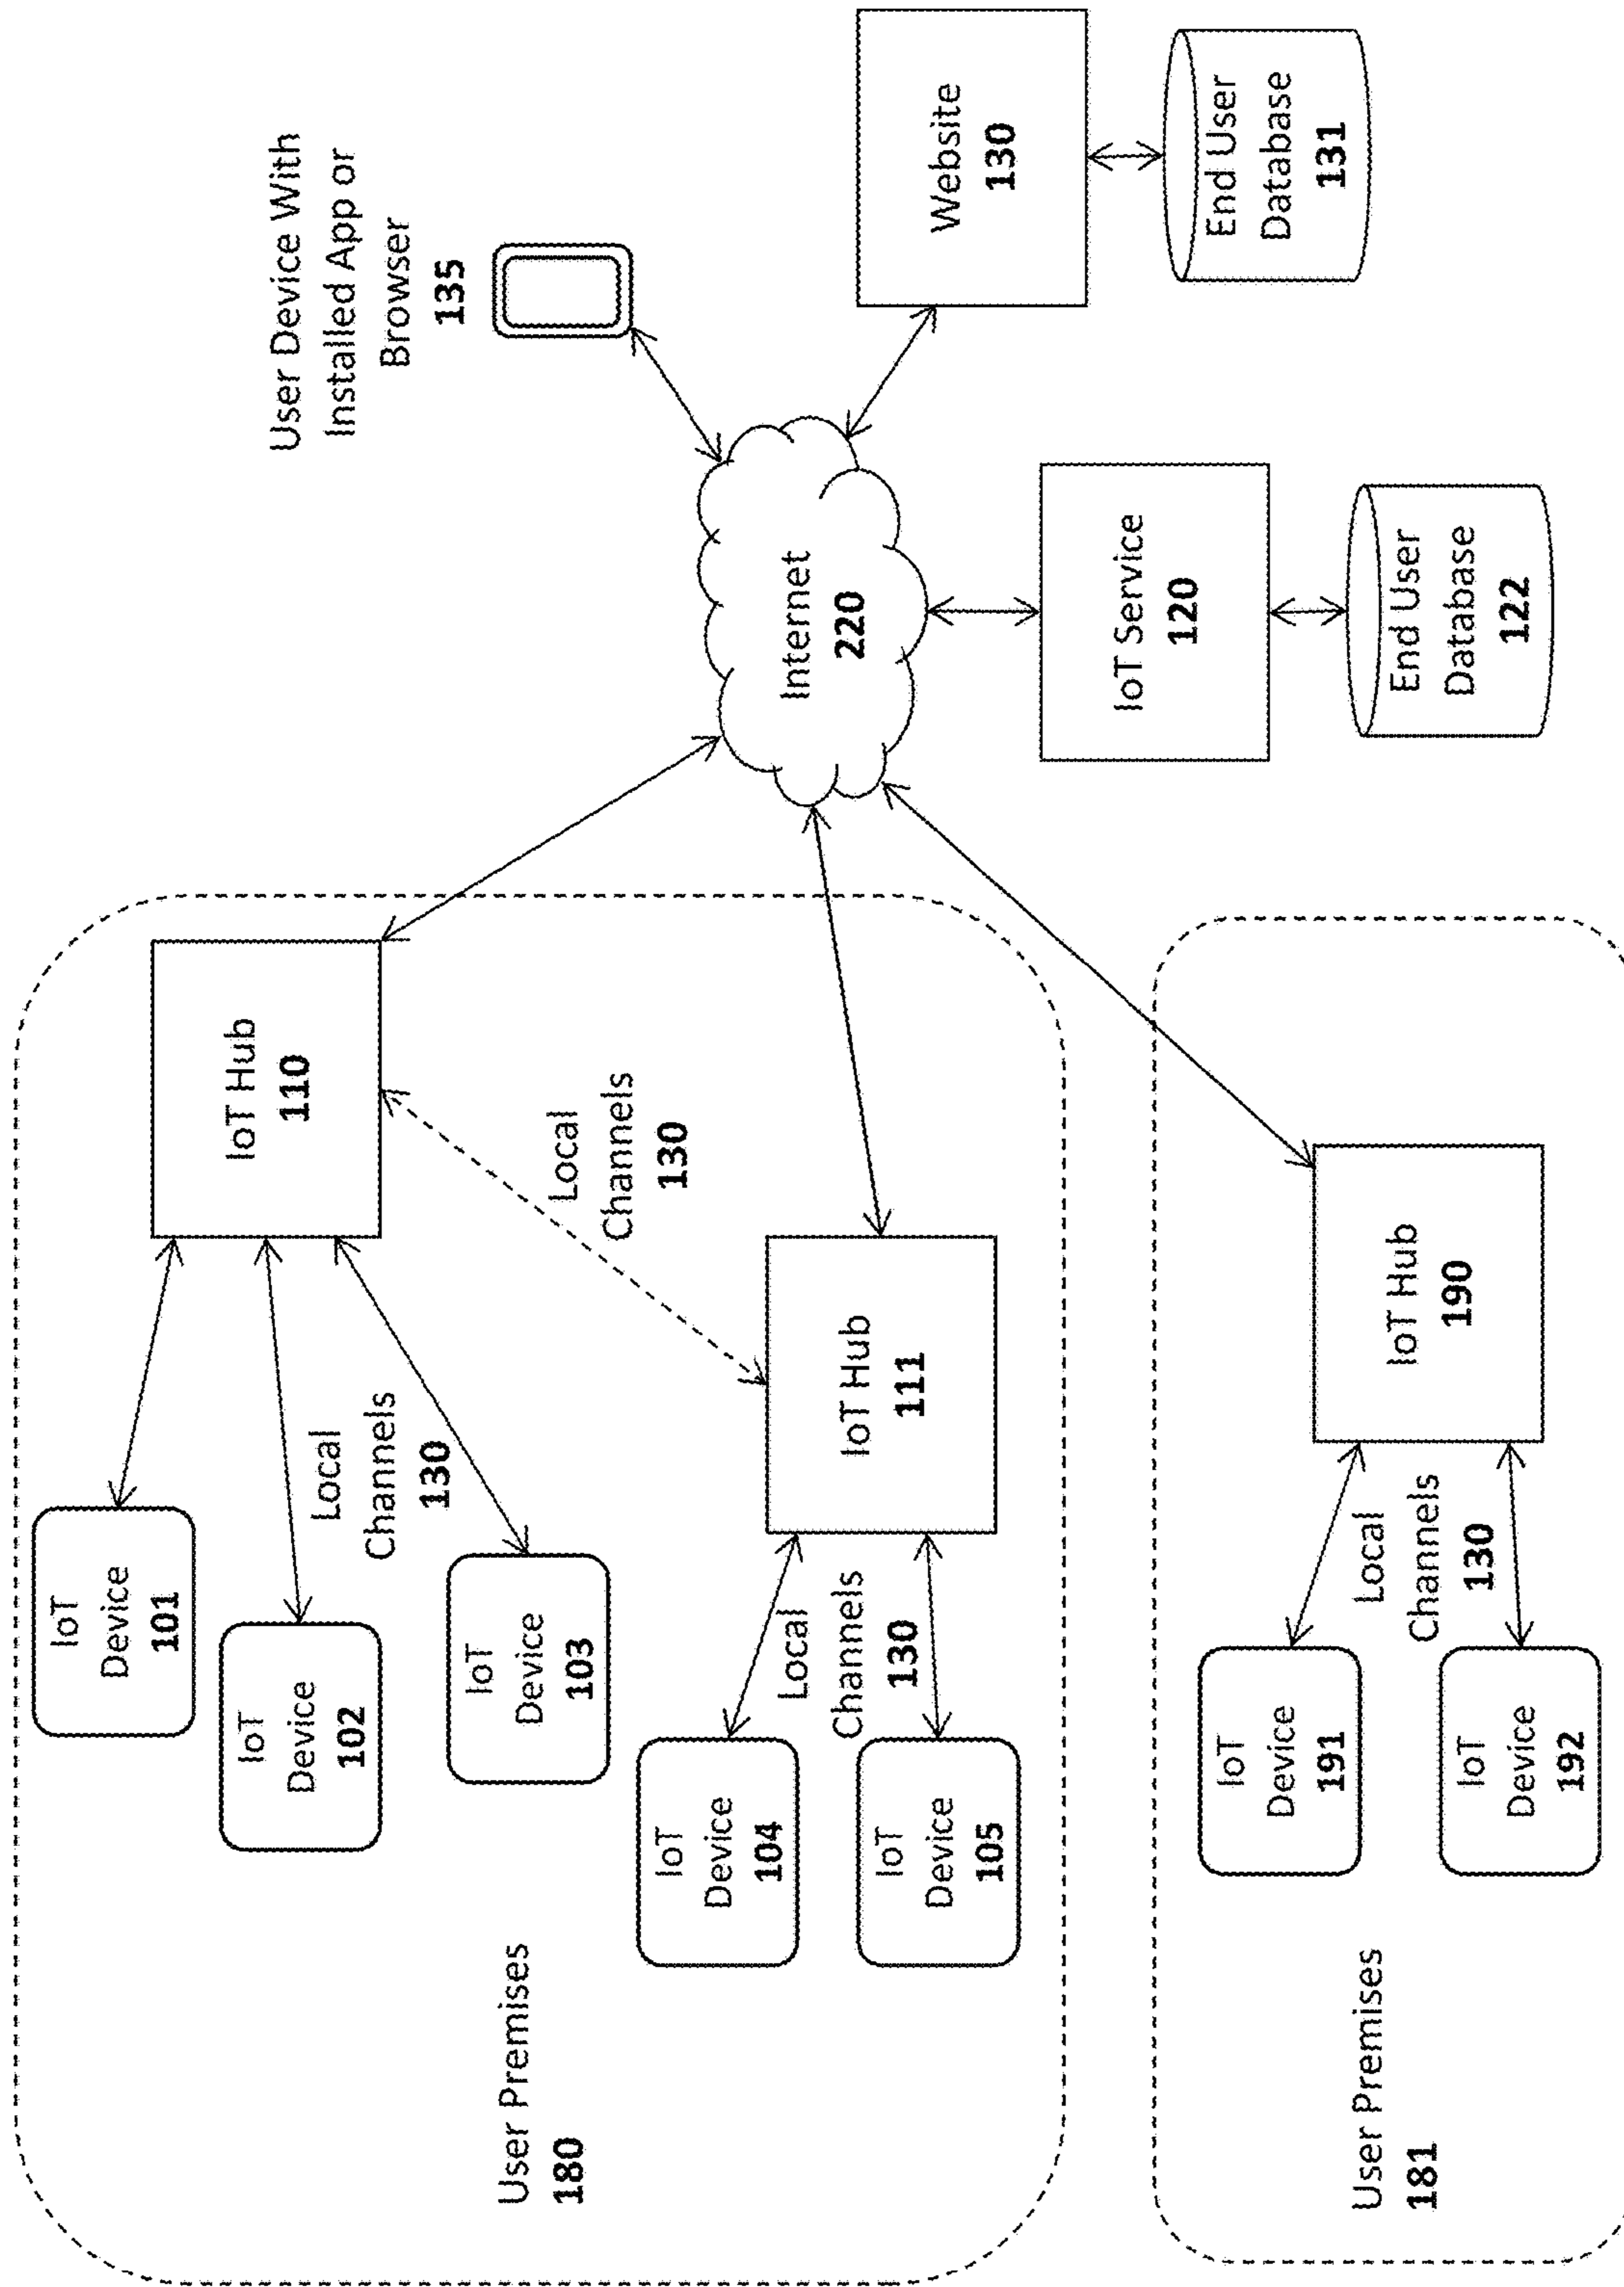 IoT
Device
101
IoT
Device
102
IoT
Device
103
Local
Channels
130
IoT Hub
110
User Device With
Installed App or
Browser
135
User Premises
180
Local
Channels
130
IoT
Device
104
IoT
Device
105
Local
Channels
130
IoT Hub
111
Internet
220
Website
130
End User
Database
131
IoT Service
120
End User
Database
122
User Premises
181
IoT
Device
191
IoT
Device
192
Local
Channels
130
IoT Hub
190